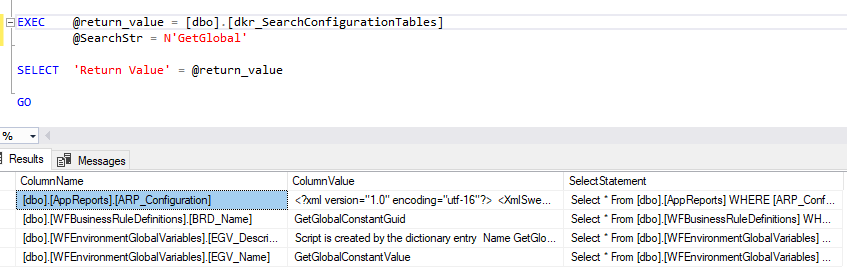 EXEC @return_value = [dbo].[dkr_SearchConfigurationTables]
@SearchStr = N'GetGlobal'
SELECT 'Return Value' = @return_value
GO
%
Results Messages
ColumnName ColumnValue SelectStatement
[dbo].[AppReports].[ARP_Configuration] <?xml version="1.0" encoding="utf-16"?> <XmlSwe... Select * From [dbo].[AppReports] WHERE [ARP_Conf...
[dbo].[WFBusinessRuleDefinitions].[BRD_Name] GetGlobalConstantGuid Select * From [dbo].[WFBusinessRuleDefinitions] WH...
[dbo].[WFEnvironmentGlobalVariables].[EGV_Descri... Script is created by the dictionary entry Name GetGlo... Select * From [dbo].[WFEnvironmentGlobalVariables] ...
[dbo].[WFEnvironmentGlobalVariables].[EGV_Name] GetGlobalConstantValue Select * From [dbo].[WFEnvironmentGlobalVariables] ...